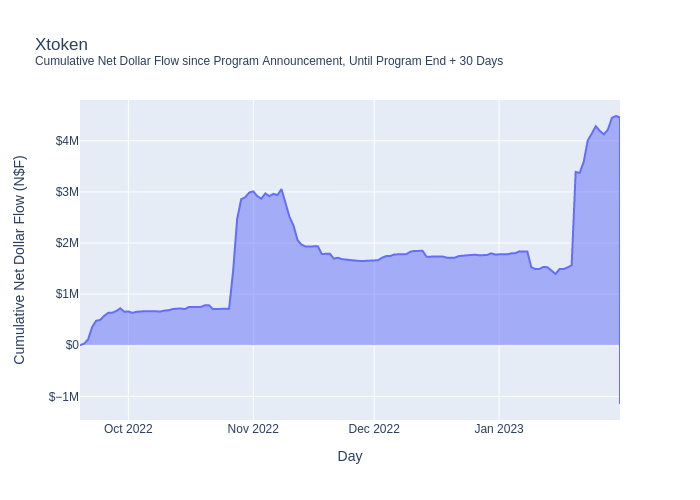 Xtoken
Cumulative Net Dollar Flow since Program Announcement, Until Program End + 30 Days
Cumulative Net Dollar Flow (N$F)
$4M
$3M
$2M
$1M
$0
$−1M
Oct 2022
Nov 2022
Dec 2022
Jan 2023
Day